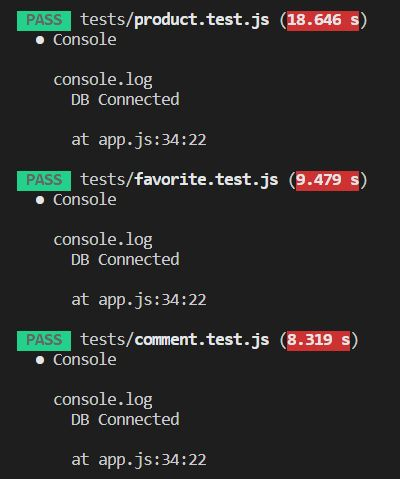 PASS tests/product.test.js (18.646 s)
● Console
console.log
DB Connected
at app.js:34:22
PASS tests/favorite.test.js (9.479 s)
● Console
console.log
DB Connected
at app.js:34:22
PASS tests/comment.test.js (8.319 s)
● Console
console.log
DB Connected
at app.js:34:22